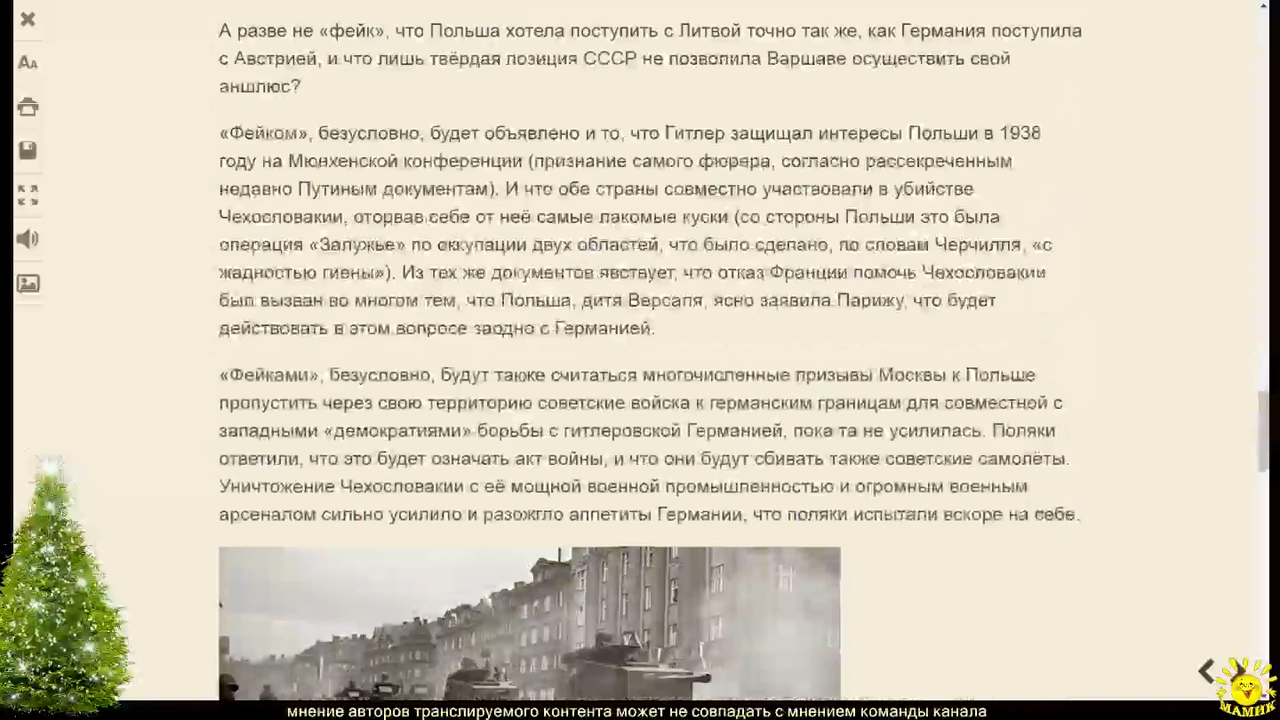 А разве не «фейк», что Польша хотела поступить с Литвой точно так же, как Германия поступила
с Австрией, и что лишь твёрдая позиция СССР не позволила Варшаве осуществить свой
аншлюс?
«Фейком», безусловно, будет объявлено и то, что Гитлер защищал интересы Польши в 1938
году на Мюнхенской конференции (признание самого фюрера, согласно рассекреченным
недавно Путиным документам). И что обе страны совместно участвовали в убийстве
Чехословакии, оторвав себе от неё самые лакомые куски (со стороны Польши это была
операция «Залужье» по оккупации двух областей, что было сделано, по словам Черчилля, «с
жадностью гиены»). Из тех же документов явствует, что отказ Франции помочь Чехословакии
был вызван во многом тем, что Польша, дитя Версаля, ясно заявила Парижу, что будет
действовать в этом вопросе заодно с Германией.
«Фейками», безусловно, будут также считаться многочисленные призывы Москвы к Польше
пропустить через свою территорию советские войска к германским границам для совместной с
западными «демократиями» борьбы с гитлеровской Германией, пока та не усилилась. Поляки
ответили, что это будет означать акт войны, и что они будут сбивать также советские самолёты.
Уничтожение Чехословакии с её мощной военной промышленностью и огромным военным
арсеналом сильно усилило и разожгло аппетиты Германии, что поляки испытали вскоре на себе.
МАМИК
мнение авторов транслируемого контента может не совпадать с мнением команды канала